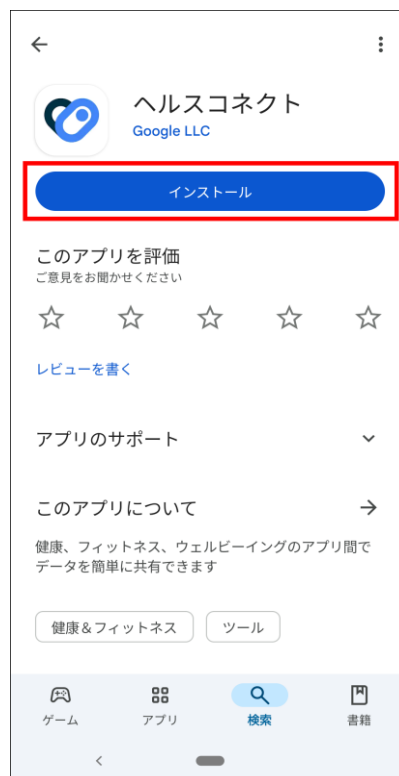 ヘルスコネクト
Google LLC
インストール
このアプリを評価
ご意見をお聞かせください
レビューを書く
アプリのサポート
このアプリについて
健康、フィットネス、ウェルビーイングのアプリ間で
データを簡単に共有できます
健康＆フィットネス ツール
ゲーム アプリ 検索 書籍